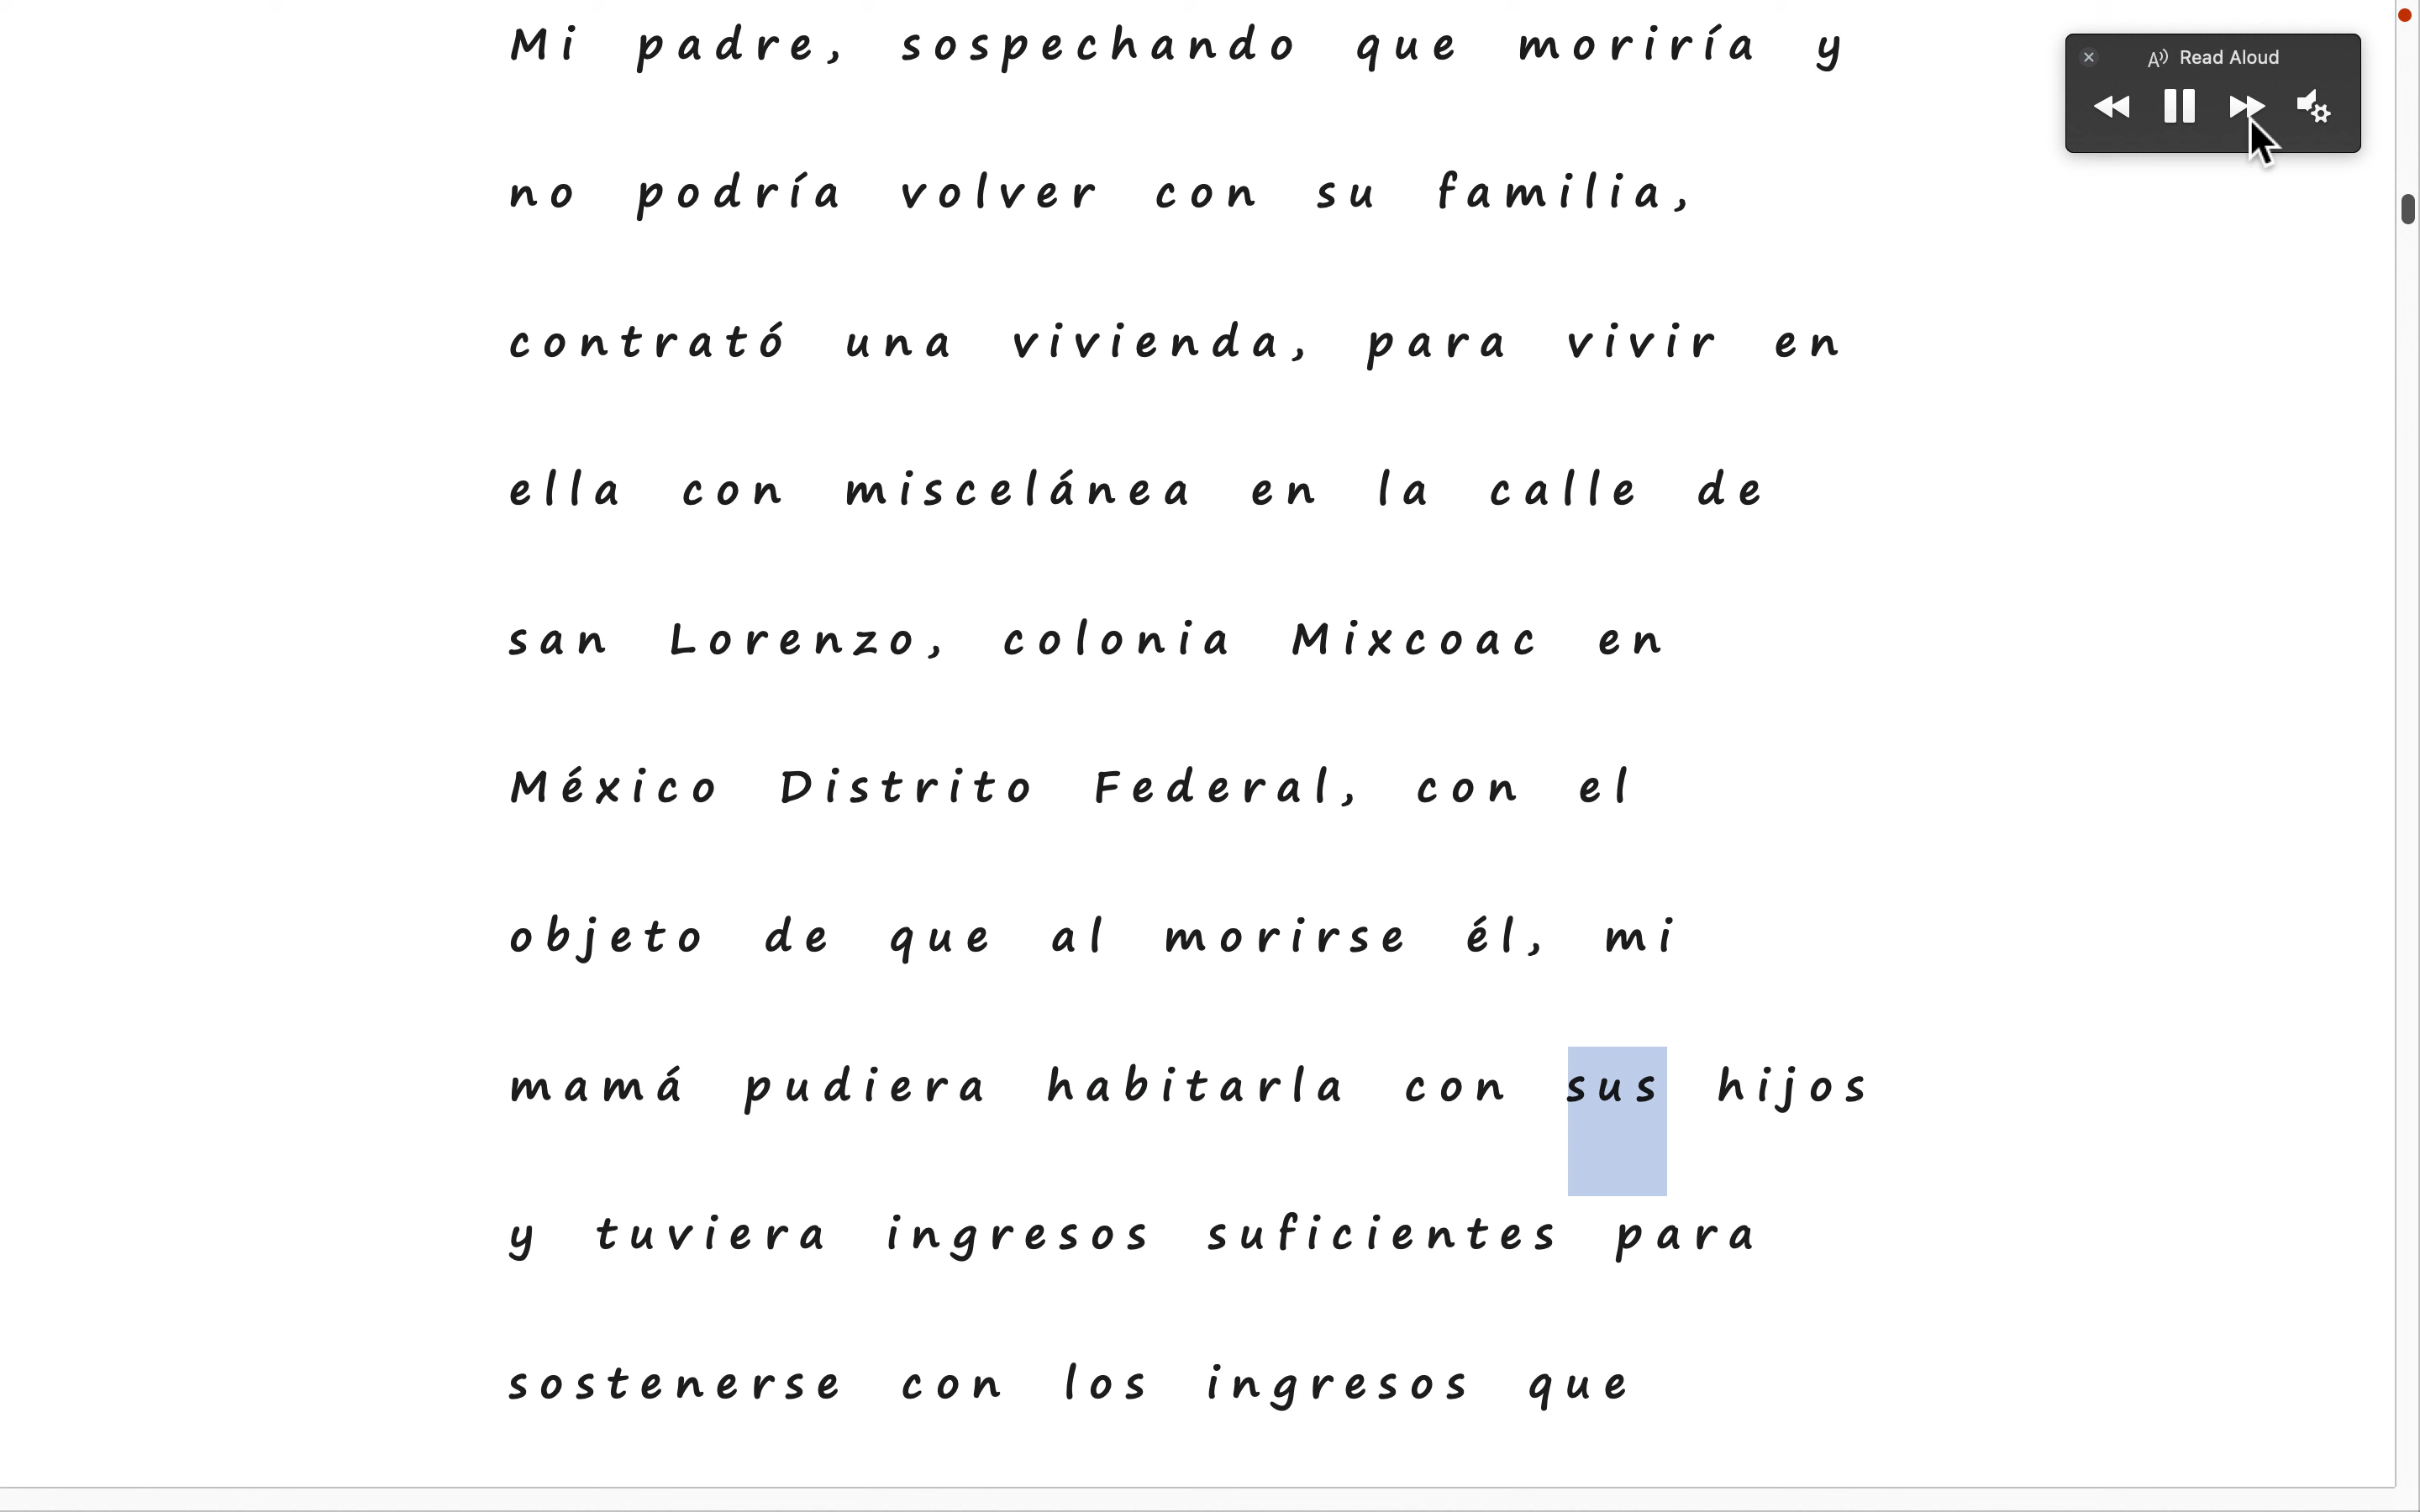 Mi padre, sospechando que moriría y
Read Aloud
no podría volver con su familia,
contrató una vivienda, para vivir en
ella con miscelánea en la calle de
san Lorenzo, colonia Mixcoac en
México Distrito Federal, con el
objeto de que al morirse él, mi
mamá pudiera habitarla con sus hijos
y tuviera ingresos suficientes para
sostenerse con los ingresos que